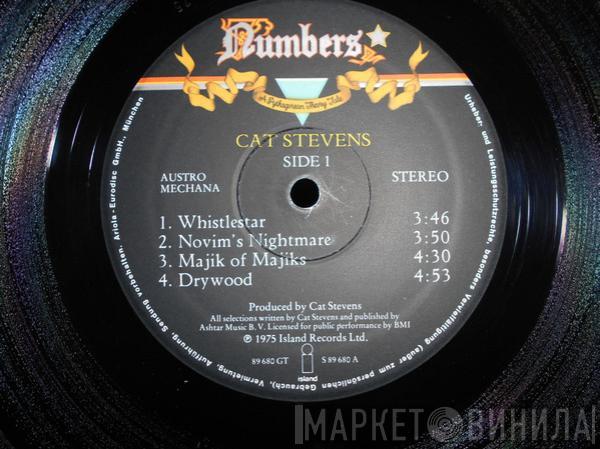 Numbers
A Pythagorean Theory Tale
CAT STEVENS
SIDE 1
AUSTRO
MECHANA
STEREO
1. Whistlestar 3:46
2. Novim's Nightmare 3:50
3. Majik of Majiks 4:30
4. Drywood 4:53
Produced by Cat Stevens
All selections written by Cat Stevens and published by
Ashtar Music B. V. Licensed for public performance by BMI
℗ 1975 Island Records Ltd.
89 680 GT
S 89 680 A
island
Urheber- und Leistungsschutzrechte, besonders Vervielfältigung (außer zum persönlichen Gebrauch), Vermietung, Aufführung, Sendung vorbehalten. Ariola-Eurodisc GmbH., München
МАРКЕТ ВИНИЛА